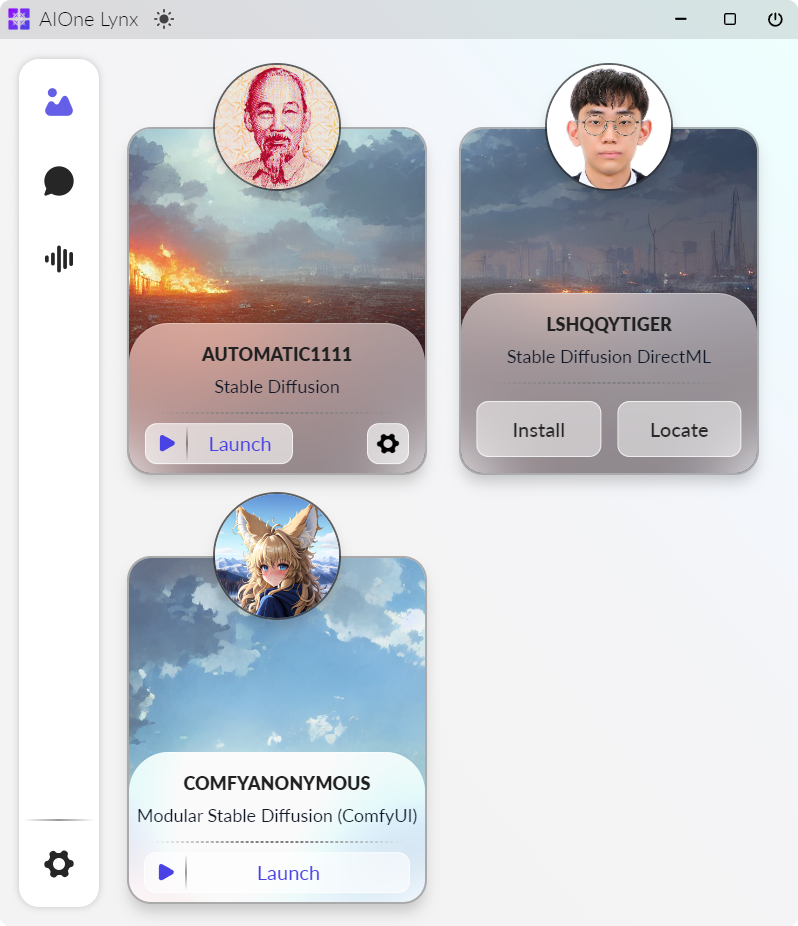 AIOne Lynx
AUTOMATIC1111
Stable Diffusion
Launch
LSHQQYTIGER
Stable Diffusion DirectML
Install
Locate
COMFYANONYMOUS
Modular Stable Diffusion (ComfyUI)
Launch